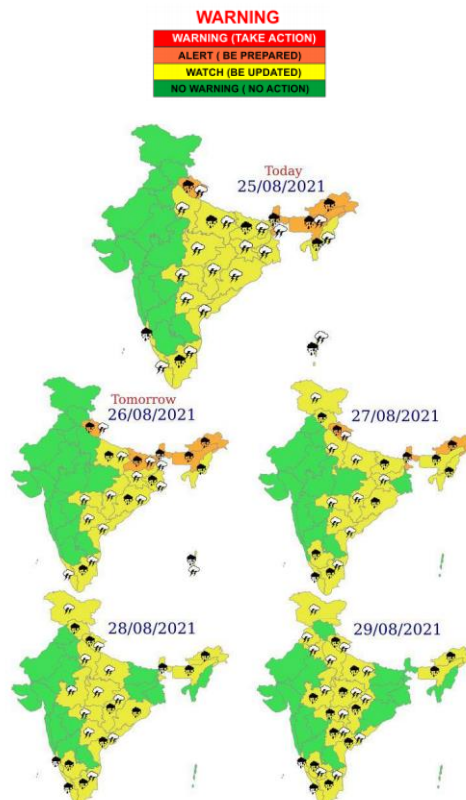 WARNING
WARNING (TAKE ACTION)
ALERT ( BE PREPARED)
WATCH (BE UPDATED)
NO WARNING ( NO ACTION)
Today
25/08/2021
Tomorrow
26/08/2021
27/08/2021
28/08/2021
29/08/2021